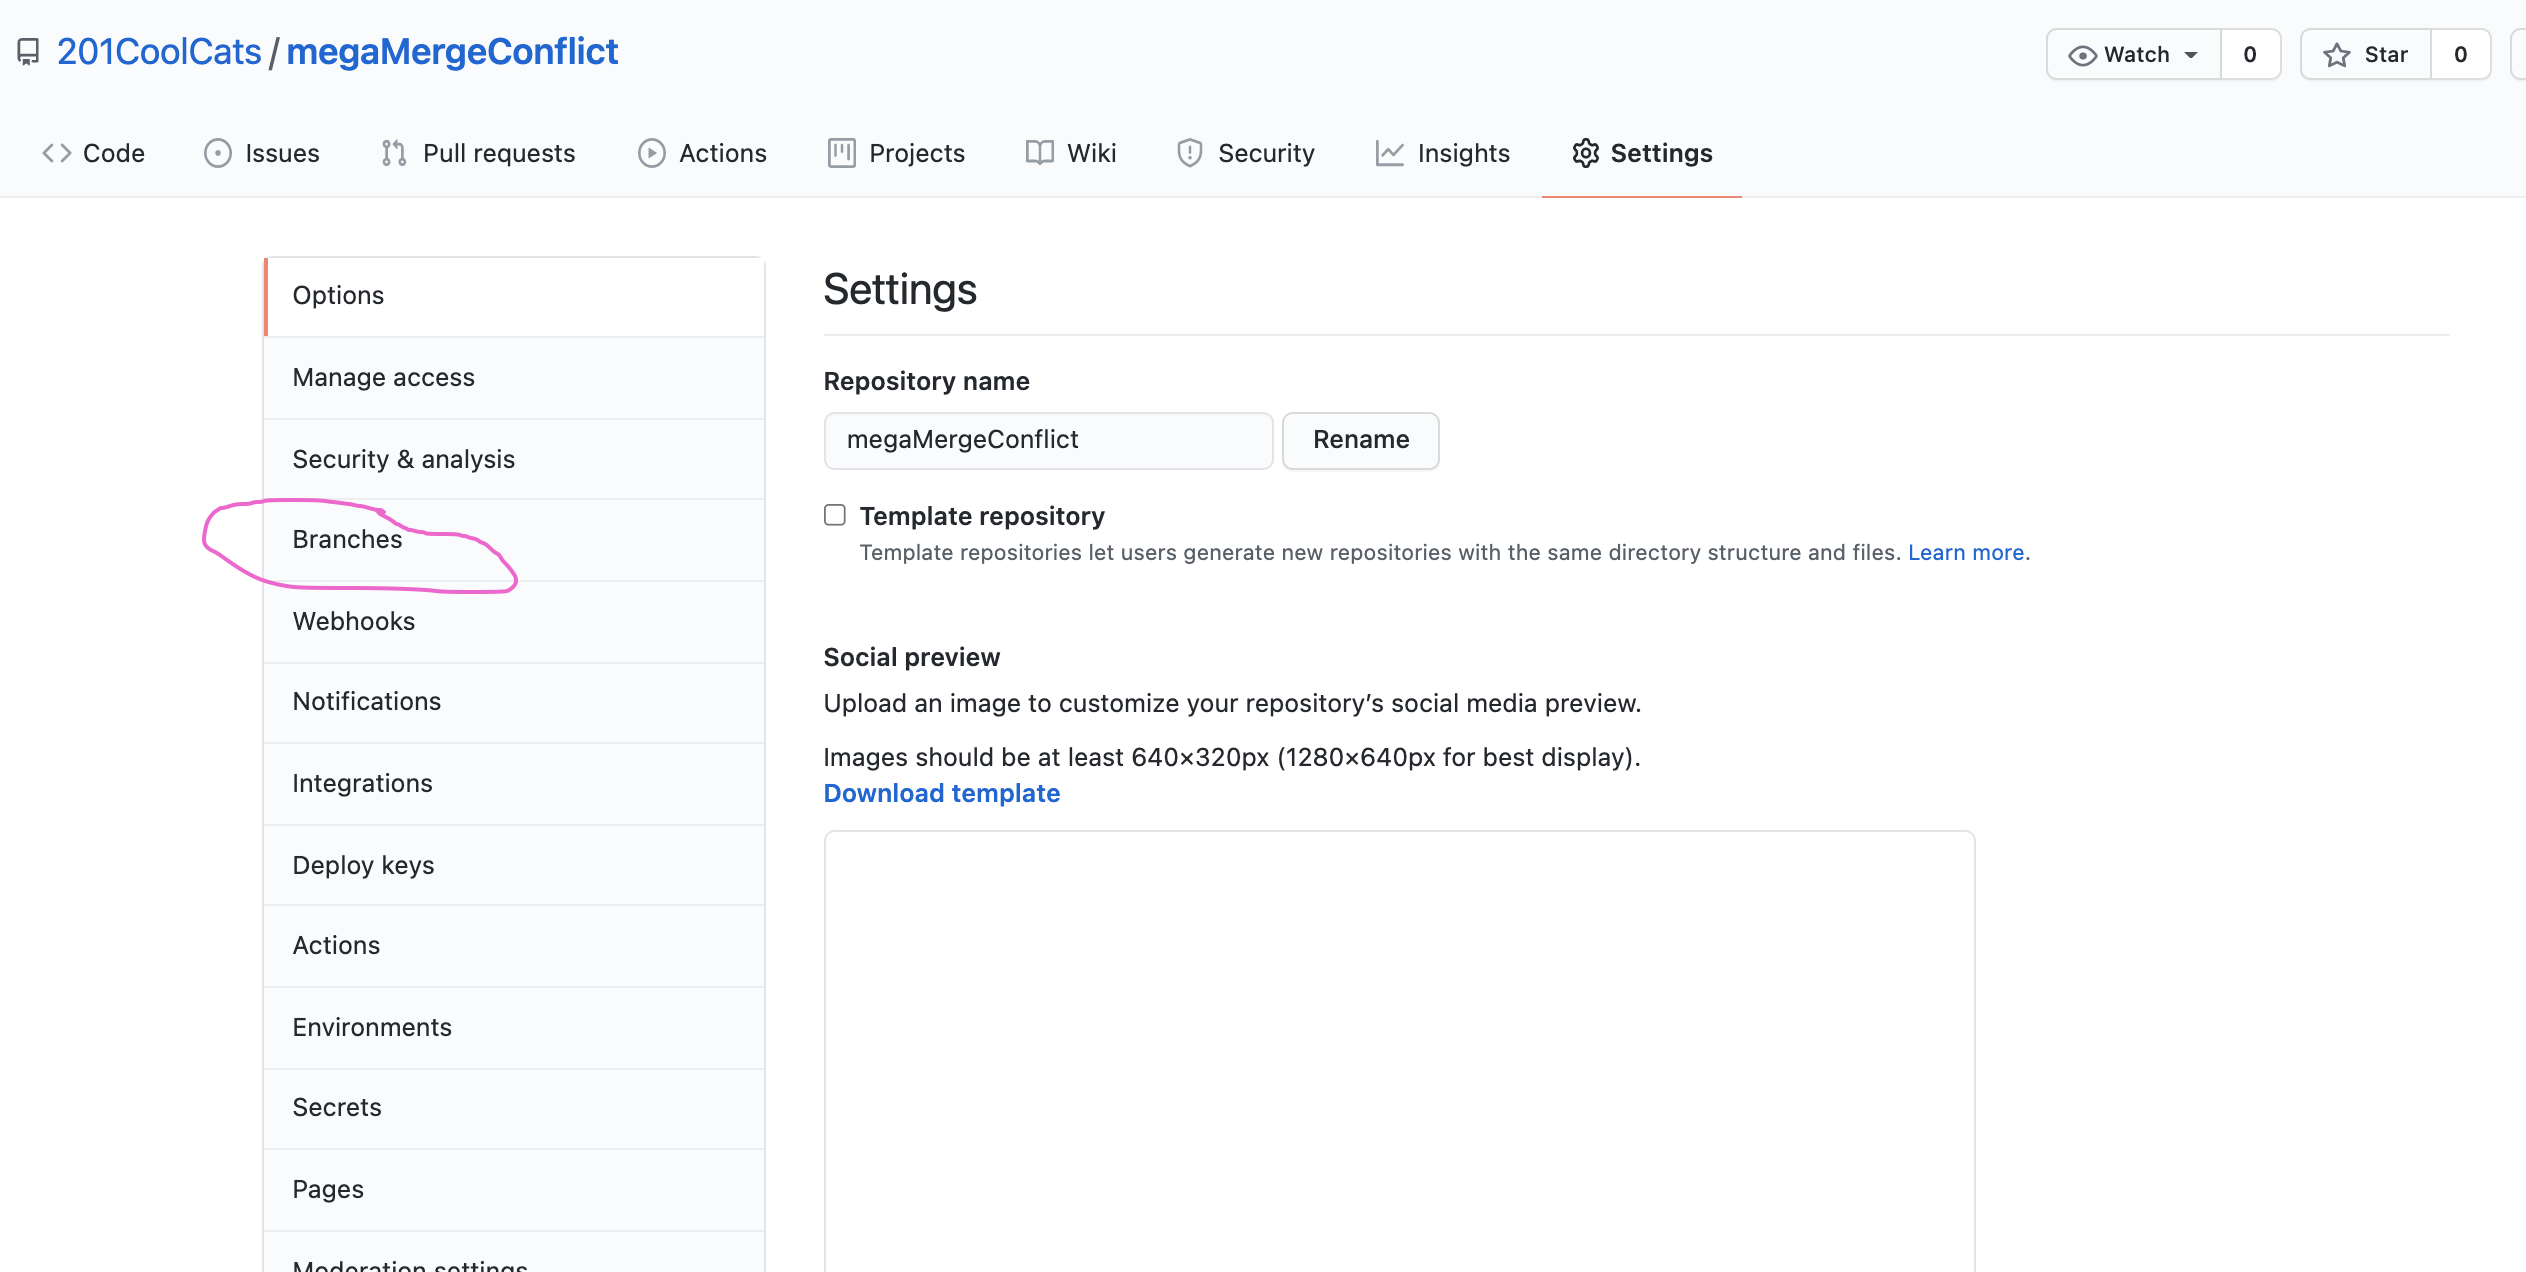 201CoolCats / megaMergeConflict
Watch 0 Star 0
Code Issues Pull requests Actions Projects Wiki Security Insights Settings
Options
Manage access
Security & analysis
Branches
Webhooks
Notifications
Integrations
Deploy keys
Actions
Environments
Secrets
Pages
Moderation settings
Settings
Repository name
megaMergeConflict Rename
Template repository
Template repositories let users generate new repositories with the same directory structure and files. Learn more.
Social preview
Upload an image to customize your repository’s social media preview.
Images should be at least 640×320px (1280×640px for best display).
Download template